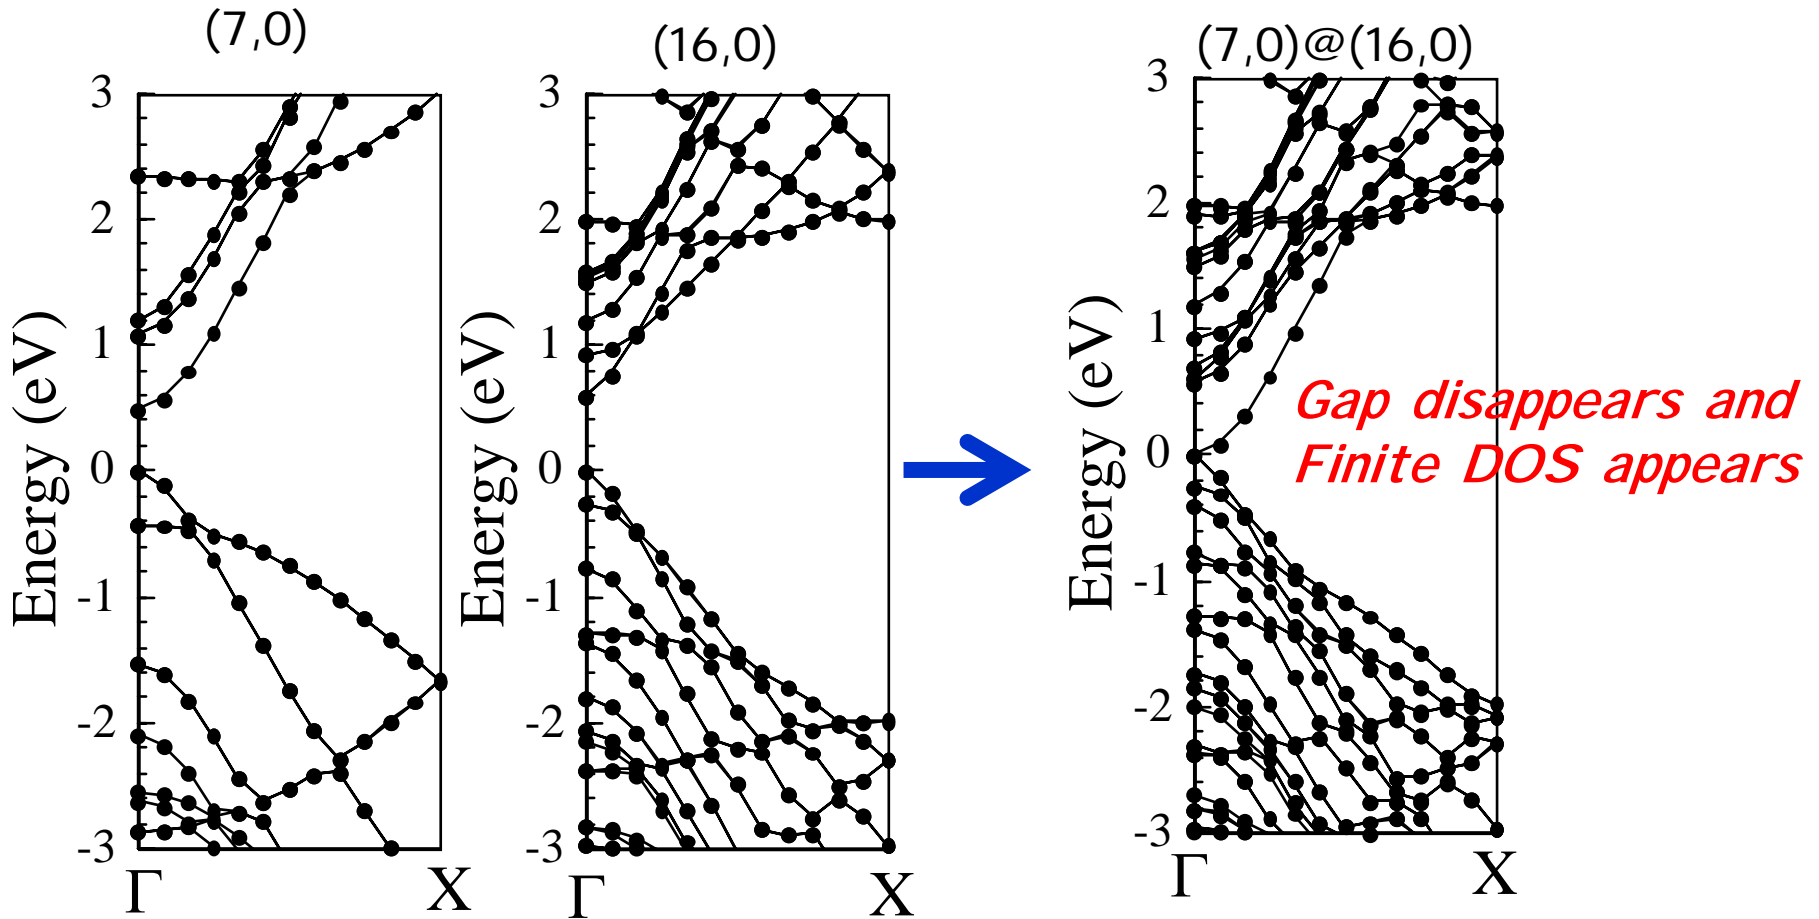 (7,0)
3
2
1
0
-1
-2
-3
Energy (eV)
Γ
X
(16,0)
3
2
1
0
-1
-2
-3
Energy (eV)
Γ
X
(7,0)@(16,0)
3
2
1
0
-1
-2
-3
Energy (eV)
Γ
X
Gap disappears and
Finite DOS appears